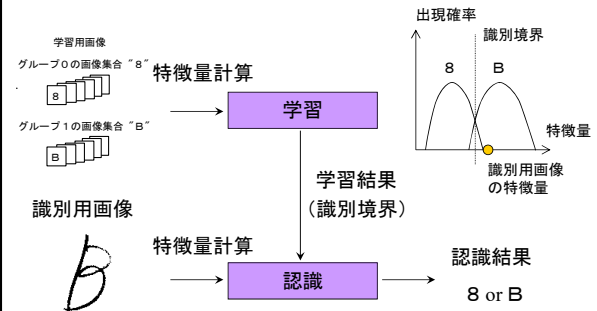 学習用画像
グループ0の画像集合 "8"
8
グループ1の画像集合 "B"
B
特徴量計算
学習
出現確率
識別境界
8
B
特徴量
識別用画像
の特徴量
学習結果
(識別境界)
識別用画像
B
特徴量計算
認識
認識結果
8 or B